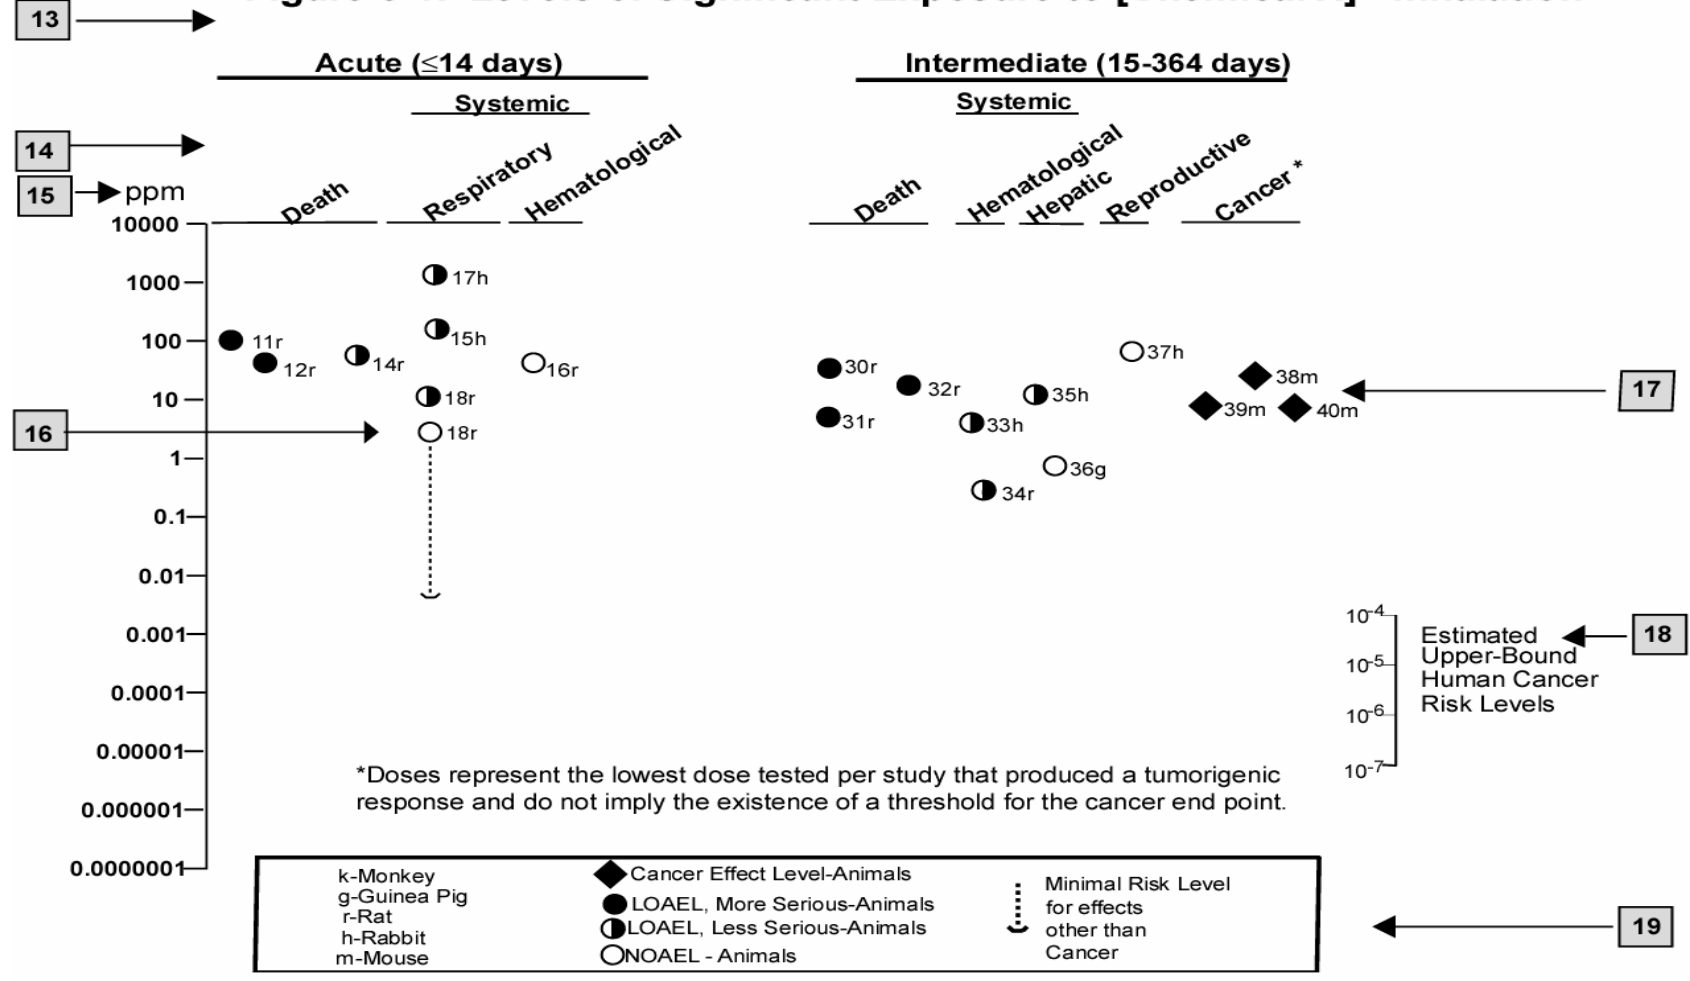 13
Acute (≤14 days)
Intermediate (15-364 days)
Systemic
Systemic
14
15
ppm
Death
Respiratory
Hematological
Death
Hematological
Hepatic
Reproductive
Cancer *
10000
1000
100
10
1
0.1
0.01
0.001
0.0001
0.00001
0.000001
0.0000001
17h
11r
12r
14r
15h
16r
18r
18r
16
30r
31r
32r
33h
34r
35h
36g
37h
38m
39m
40m
17
10-4
10-5
10-6
10-7
Estimated
Upper-Bound
Human Cancer
Risk Levels
18
*Doses represent the lowest dose tested per study that produced a tumorigenic
response and do not imply the existence of a threshold for the cancer end point.
k-Monkey
g-Guinea Pig
r-Rat
h-Rabbit
m-Mouse
Cancer Effect Level-Animals
LOAEL, More Serious-Animals
LOAEL, Less Serious-Animals
NOAEL - Animals
Minimal Risk Level
for effects
other than
Cancer
19